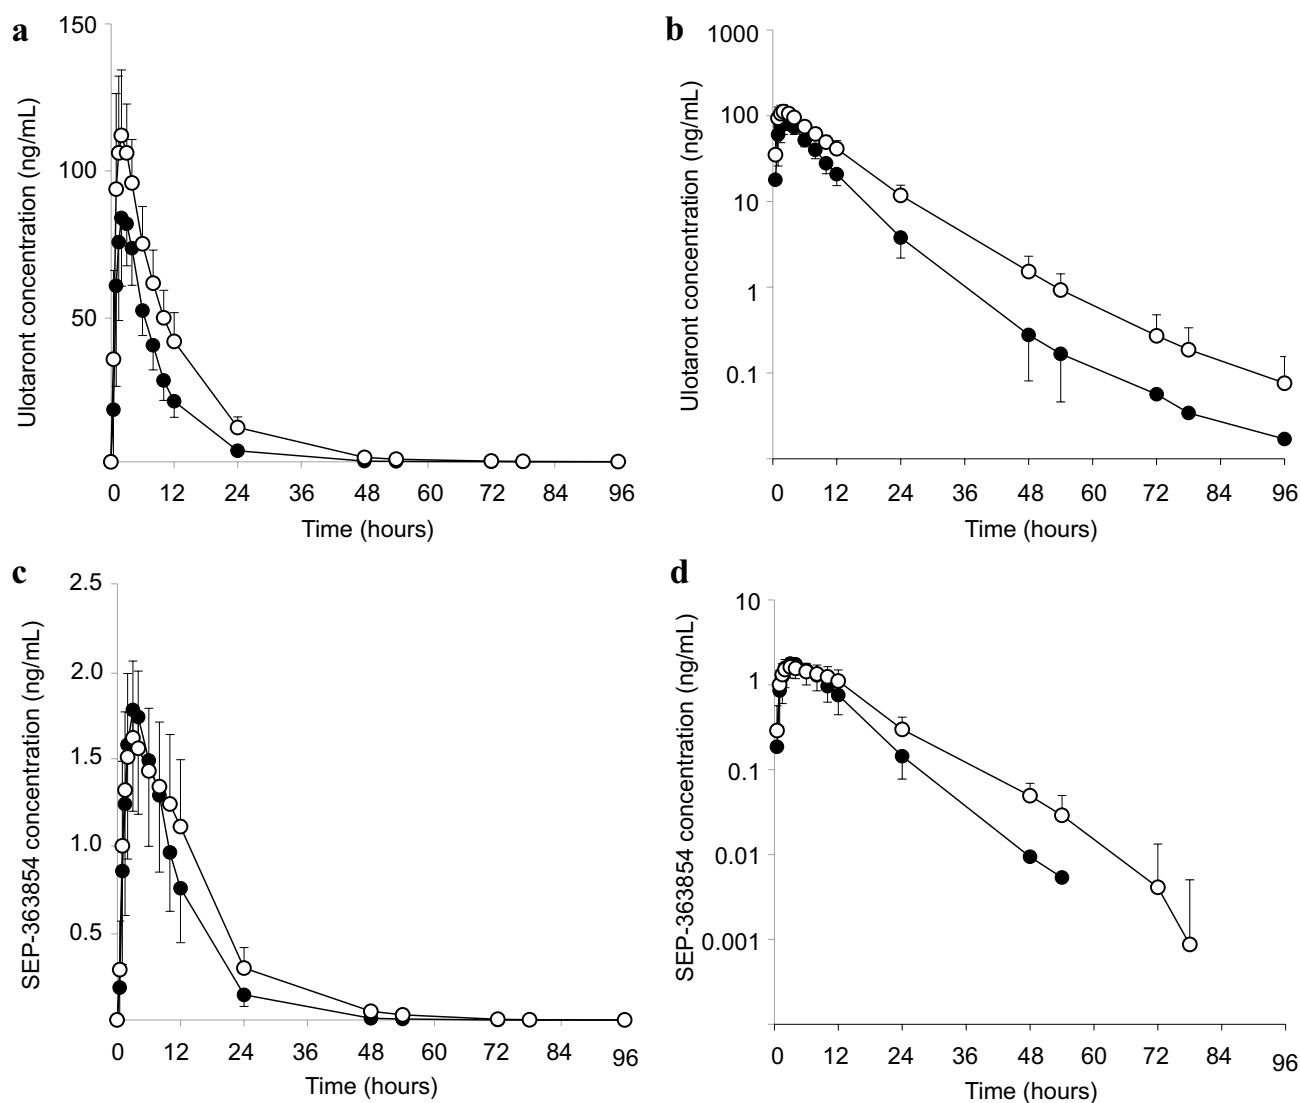 a
150
100
50
Ulotaront concentration (ng/mL)
0 12 24 36 48 60 72 84 96
Time (hours)
b
1000
100
10
1
0.1
Ulotaront concentration (ng/mL)
0 12 24 36 48 60 72 84 96
Time (hours)
c
2.5
2.0
1.5
1.0
0.5
SEP-363854 concentration (ng/mL)
0 12 24 36 48 60 72 84 96
Time (hours)
d
10
1
0.1
0.01
0.001
SEP-363854 concentration (ng/mL)
0 12 24 36 48 60 72 84 96
Time (hours)